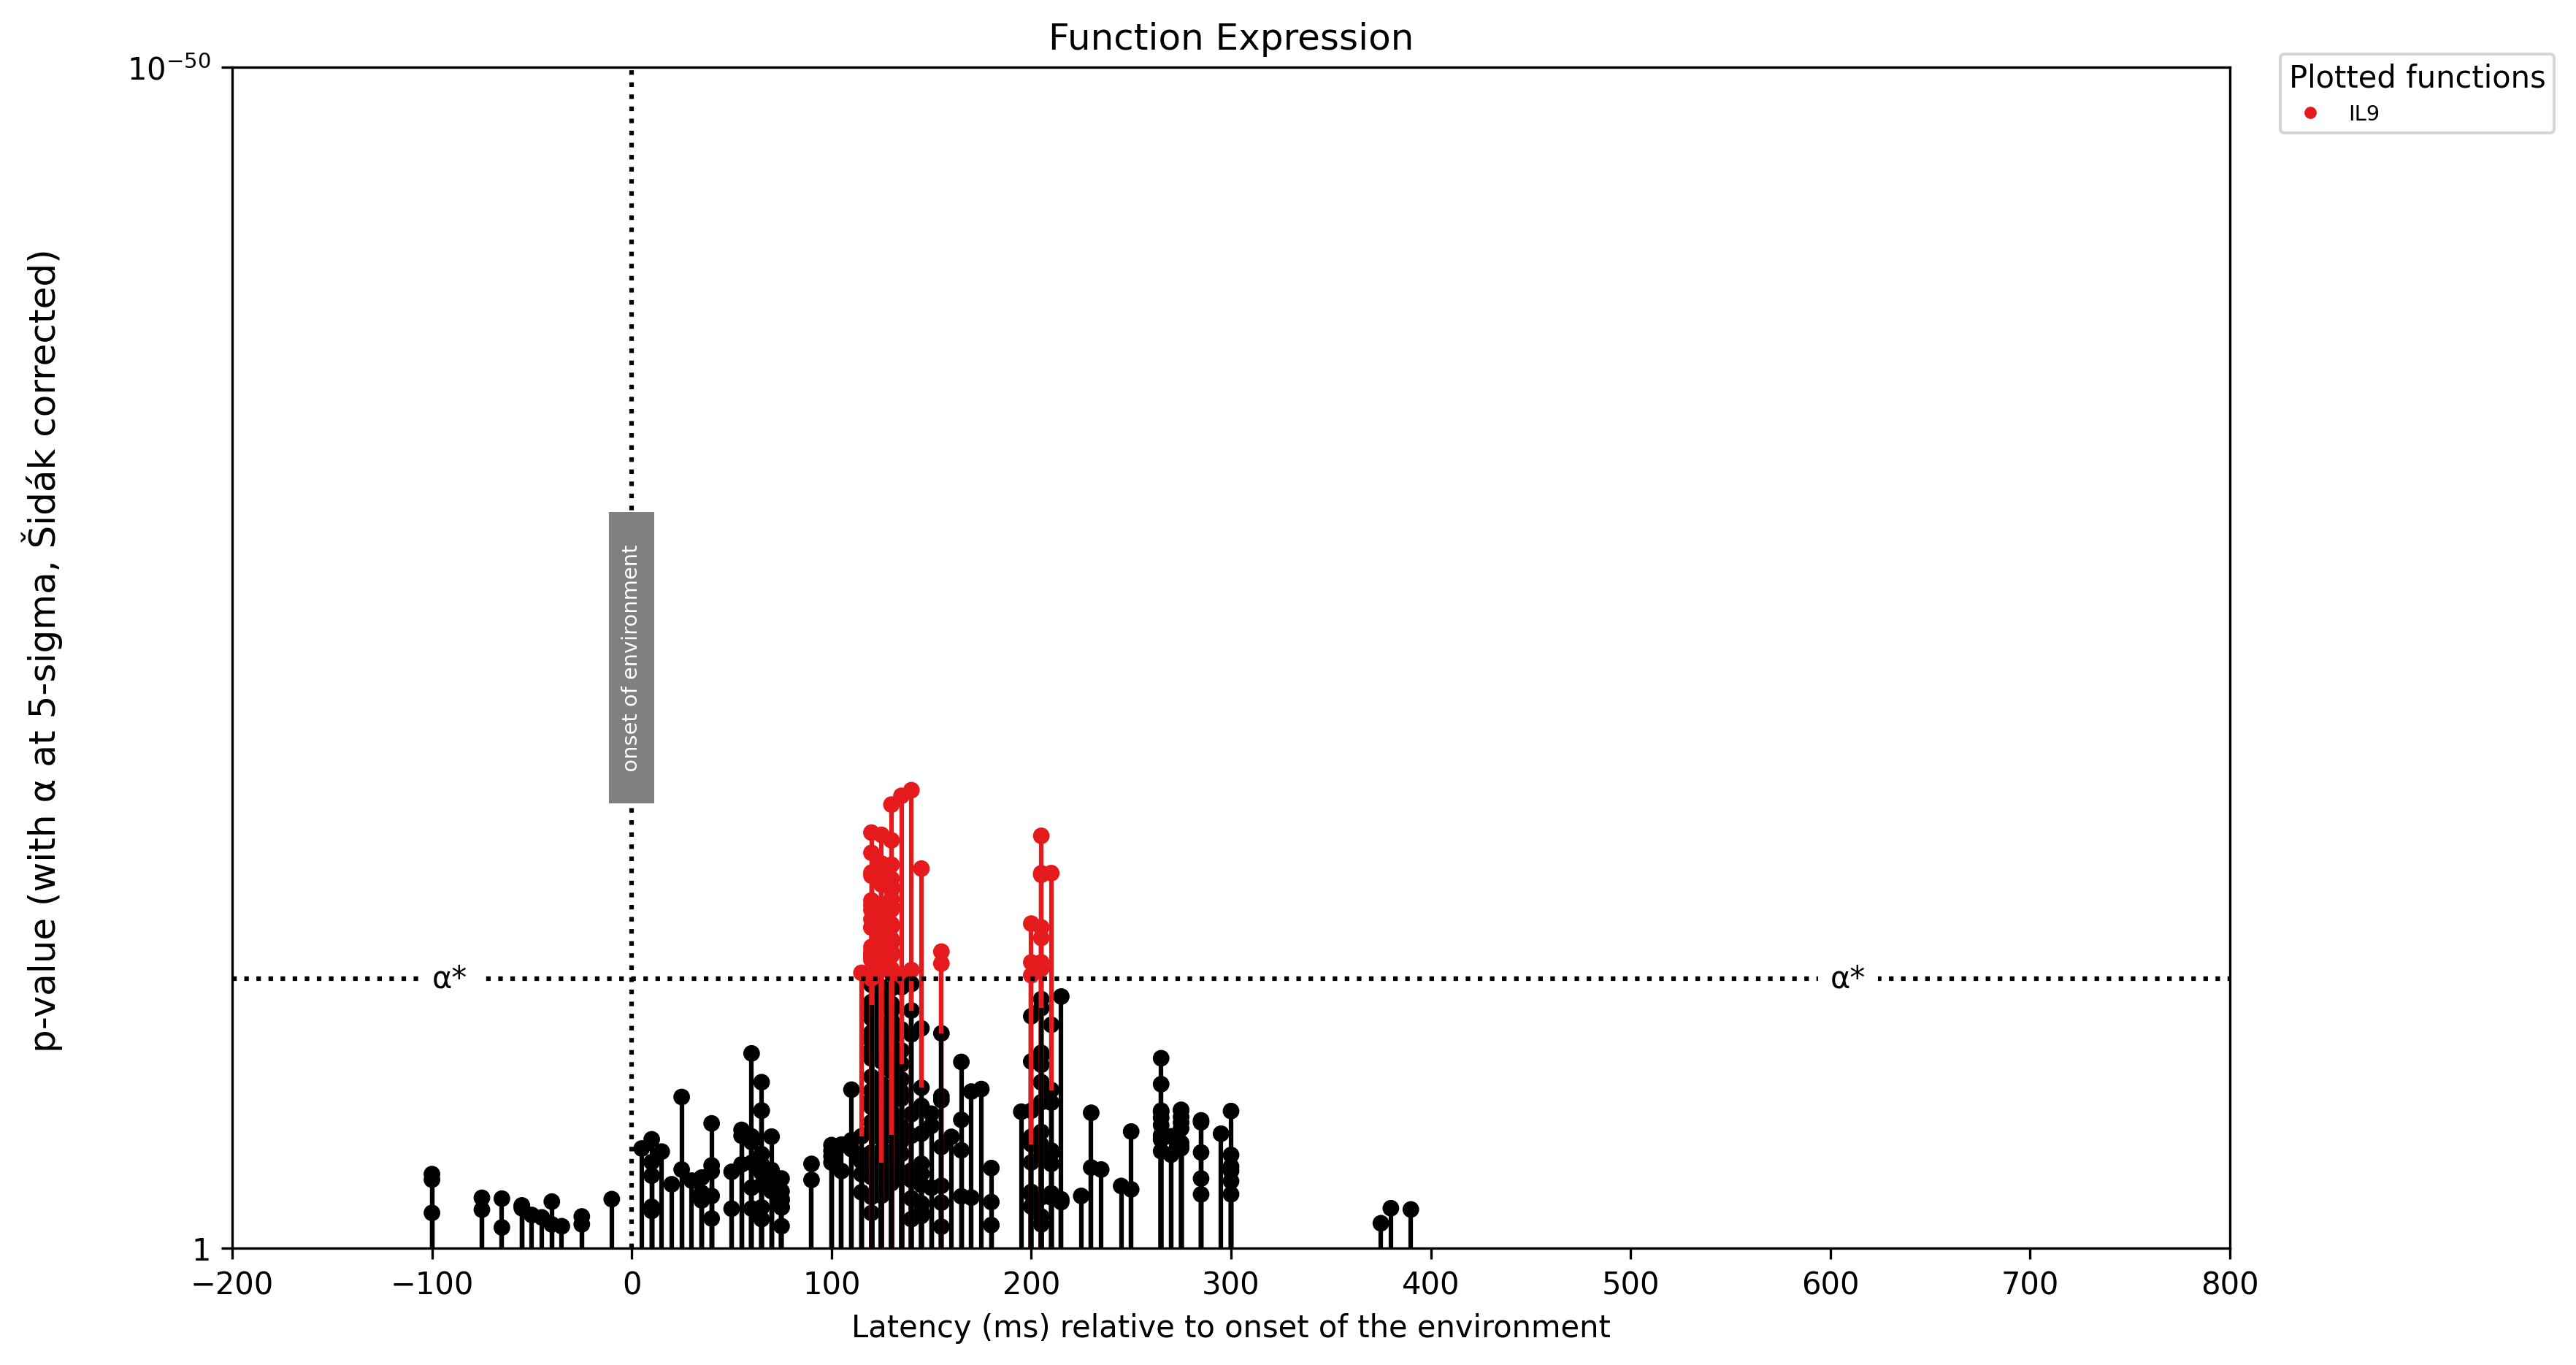 Function Expression
10⁻⁵⁰
Plotted functions
IL9
p-value (with α at 5-sigma, Šidák corrected)
onset of environment
α*
α*
1
−200 −100 0 100 200 300 400 500 600 700 800
Latency (ms) relative to onset of the environment